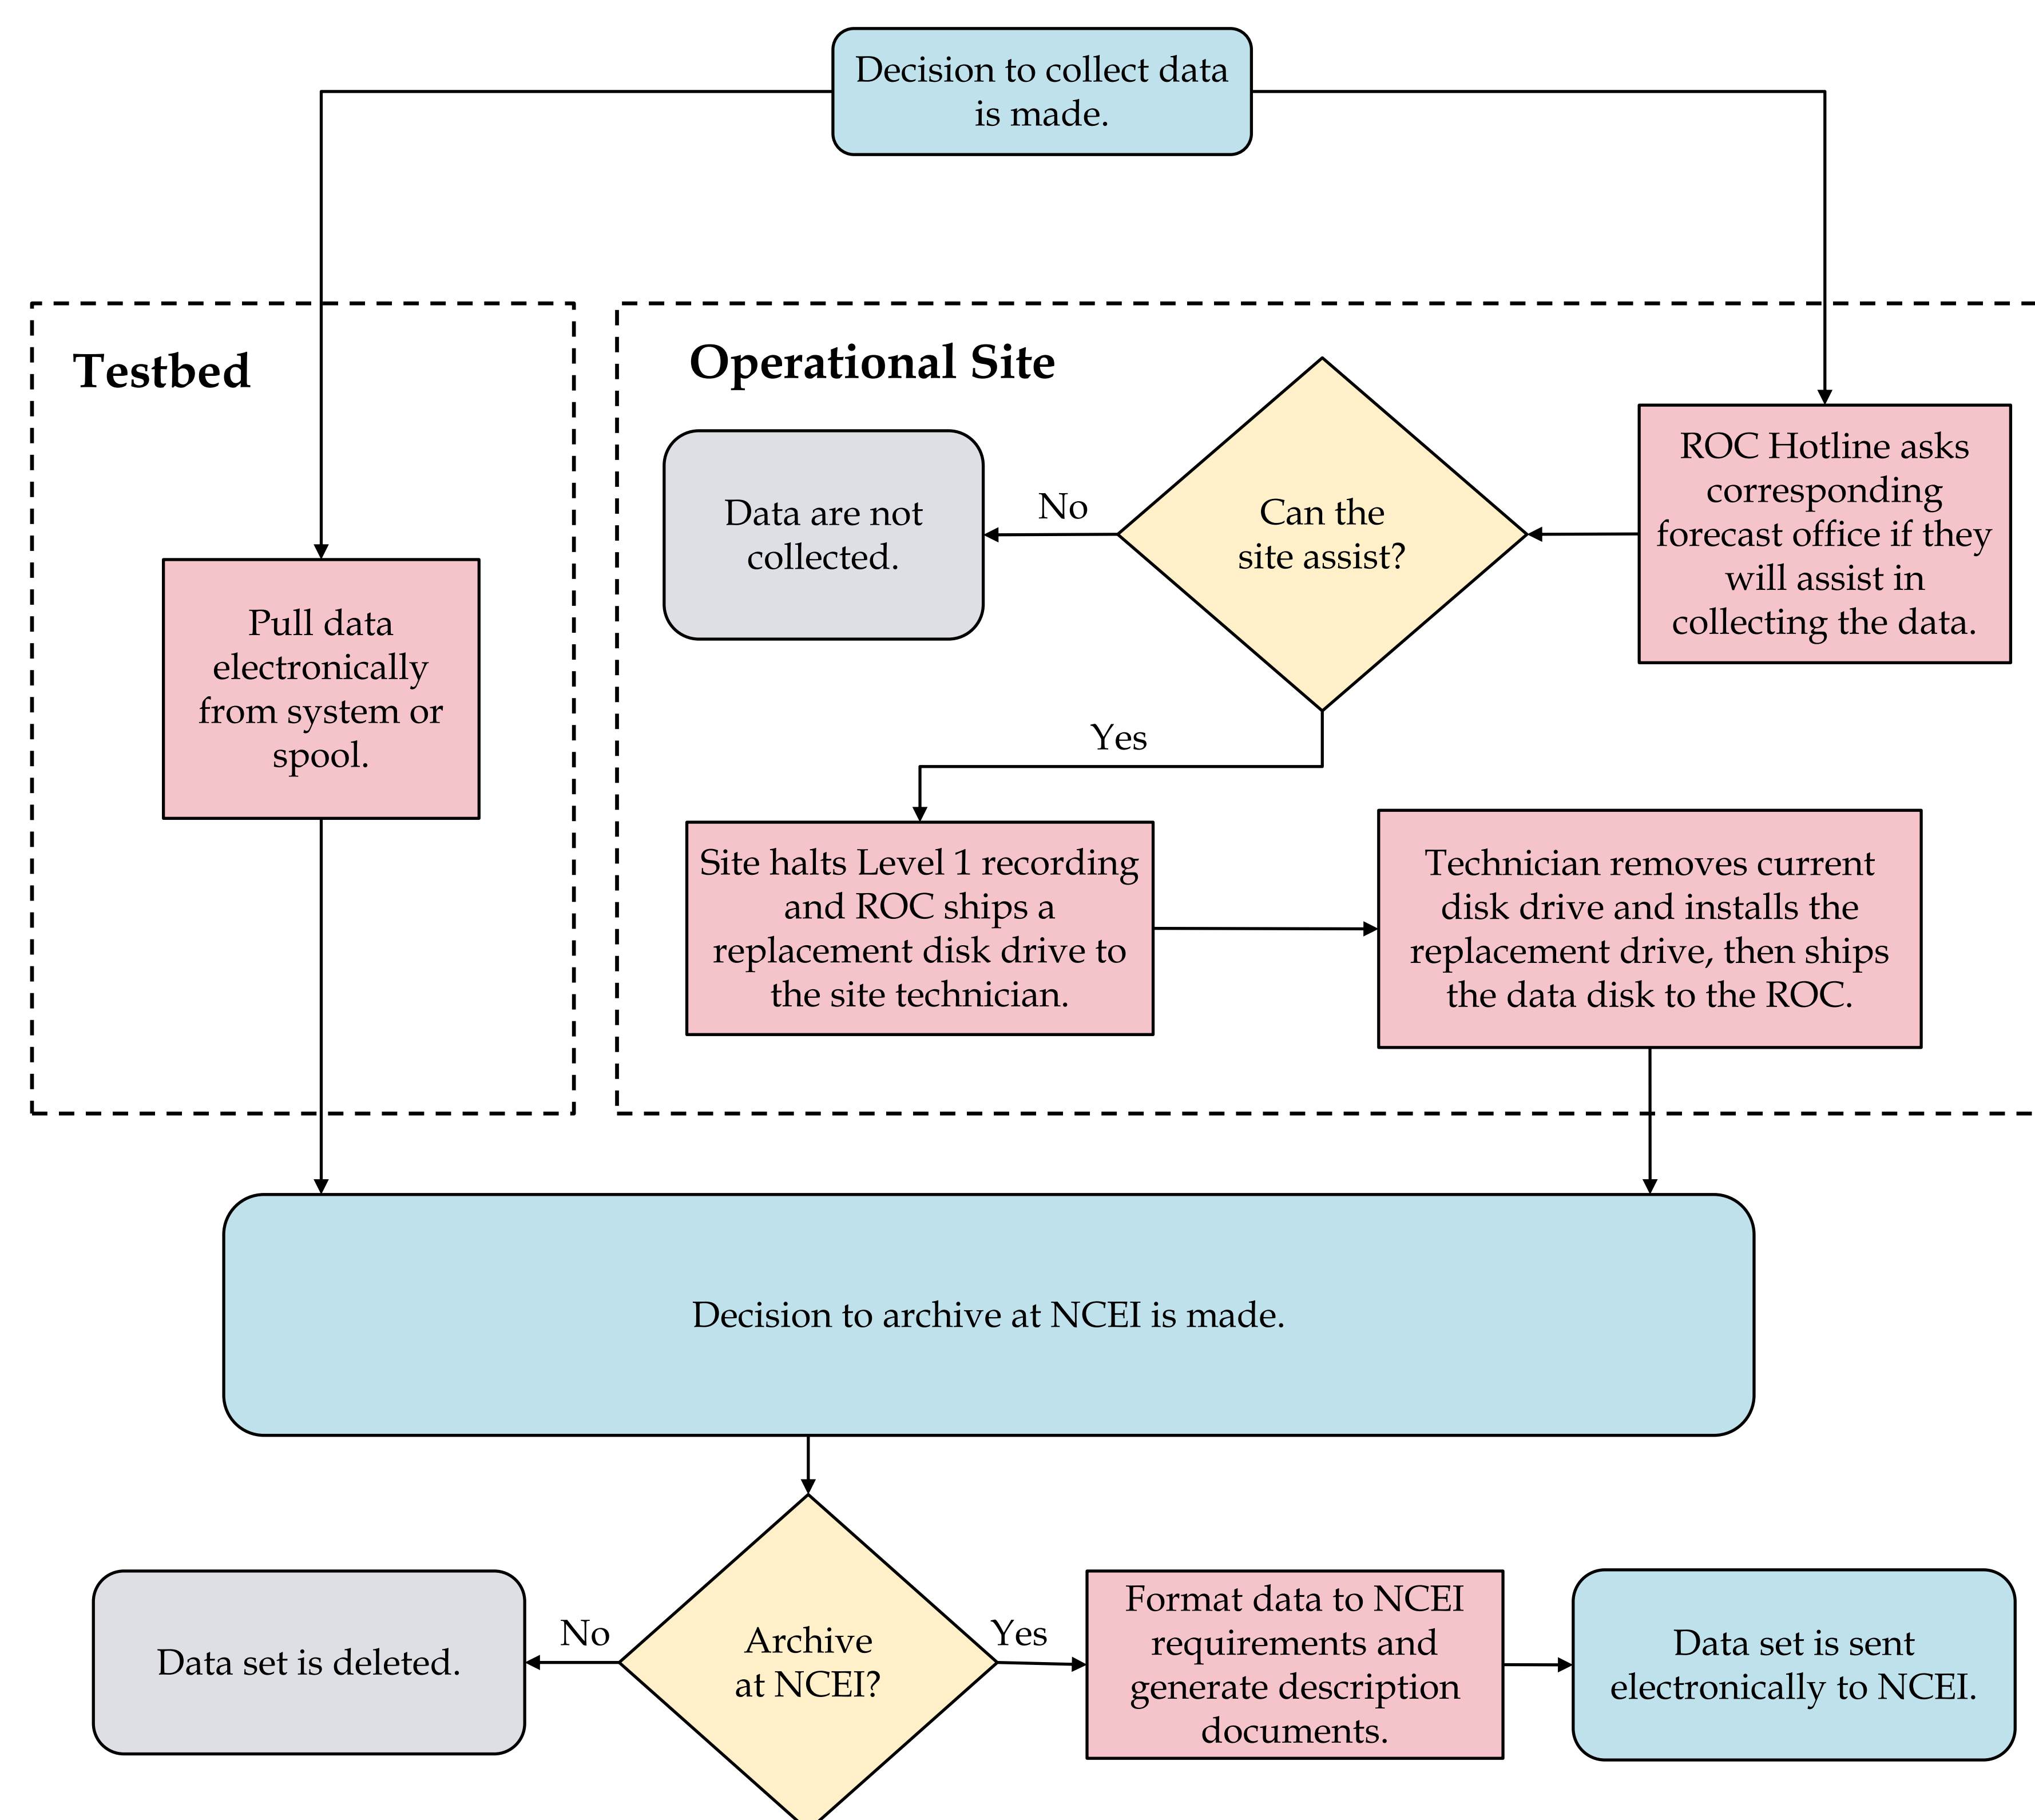 Decision to collect data
is made.
Testbed
Operational Site
Pull data
electronically
from system or
spool.
Data are not
collected.
No
Can the
site assist?
ROC Hotline asks
corresponding
forecast office if they
will assist in
collecting the data.
Yes
Site halts Level 1 recording
and ROC ships a
replacement disk drive to
the site technician.
Technician removes current
disk drive and installs the
replacement drive, then ships
the data disk to the ROC.
Decision to archive at NCEI is made.
Data set is deleted.
No
Archive
at NCEI?
Yes
Format data to NCEI
requirements and
generate description
documents.
Data set is sent
electronically to NCEI.